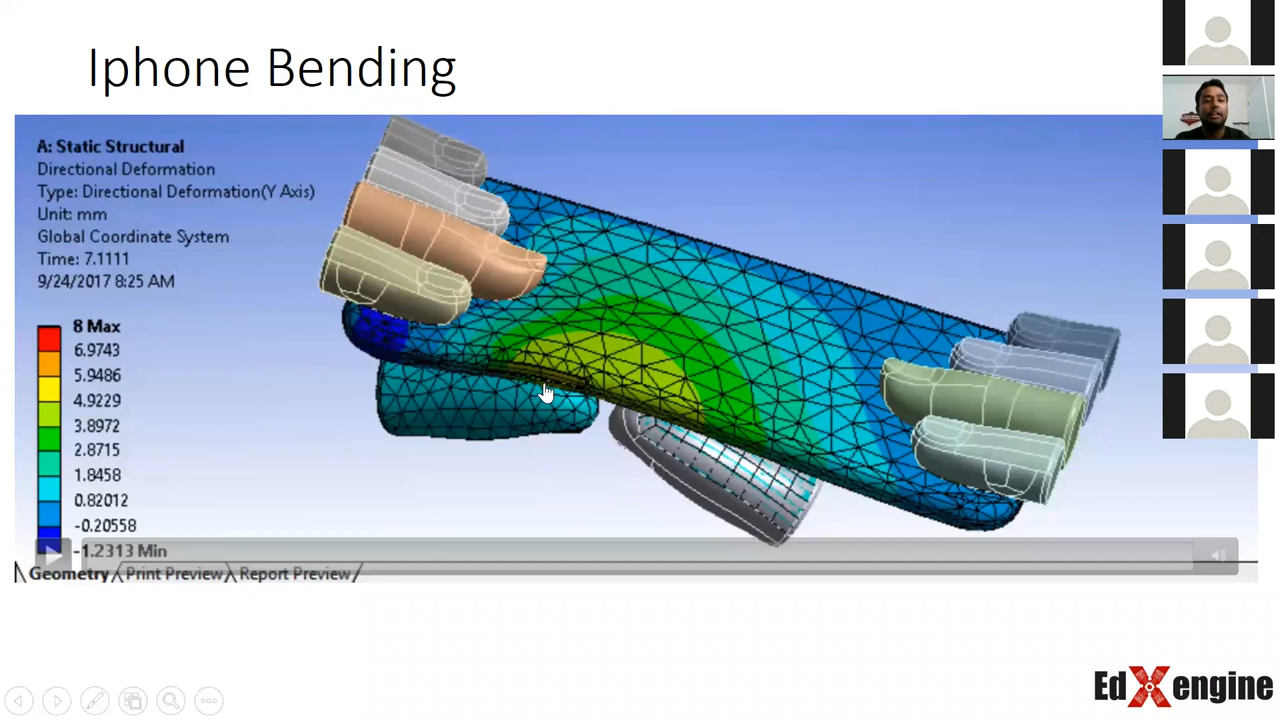 Iphone Bending
A: Static Structural
Directional Deformation
Type: Directional Deformation(Y Axis)
Unit: mm
Global Coordinate System
Time: 7.1111
9/24/2017 8:25 AM
8 Max
6.9743
5.9486
4.9229
3.8972
2.8715
1.8458
0.82012
-0.20558
-1.2313 Min
Geometry Print Preview Report Preview
EdXengine